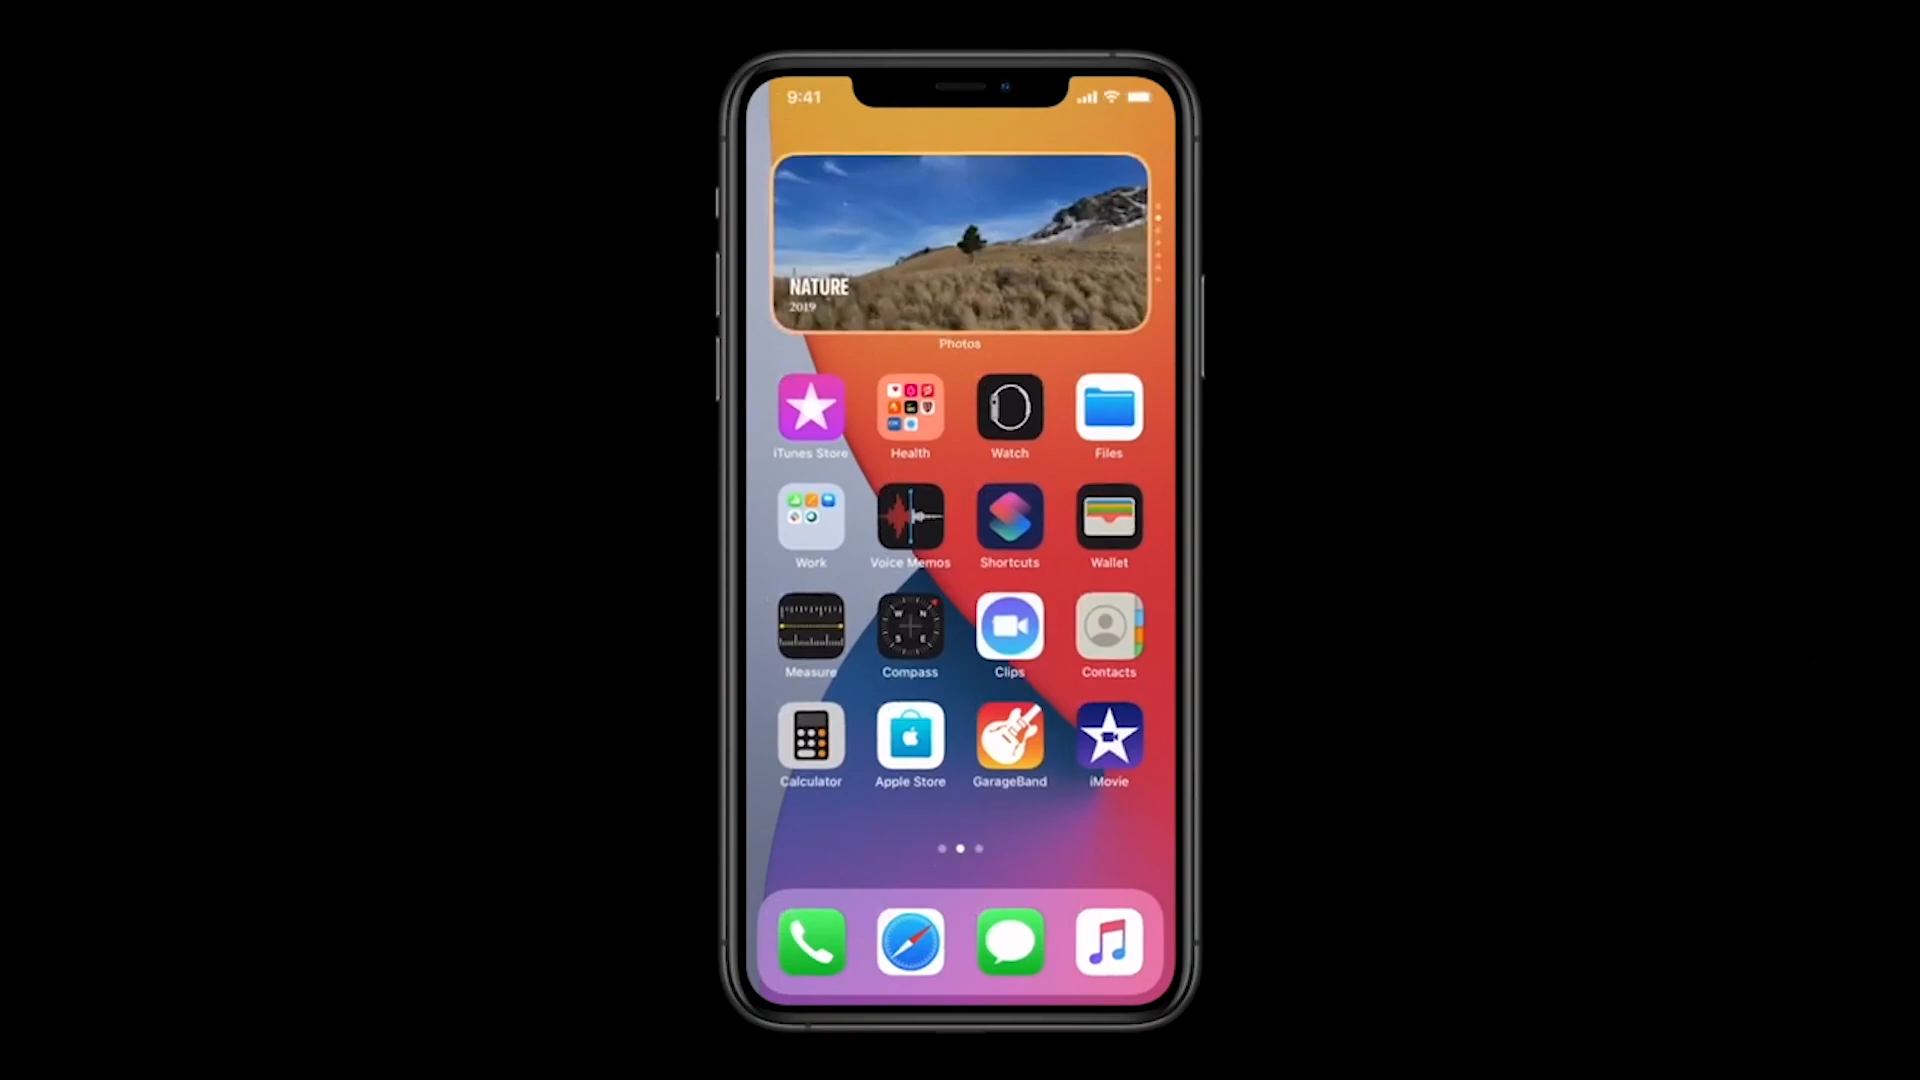 9:41
NATURE
2019
Photos
iTunes Store
Health
Watch
Files
Work
Voice Memos
Shortcuts
Wallet
W N
S E
Measure
Compass
Clips
Contacts
Calculator
Apple Store
GarageBand
iMovie